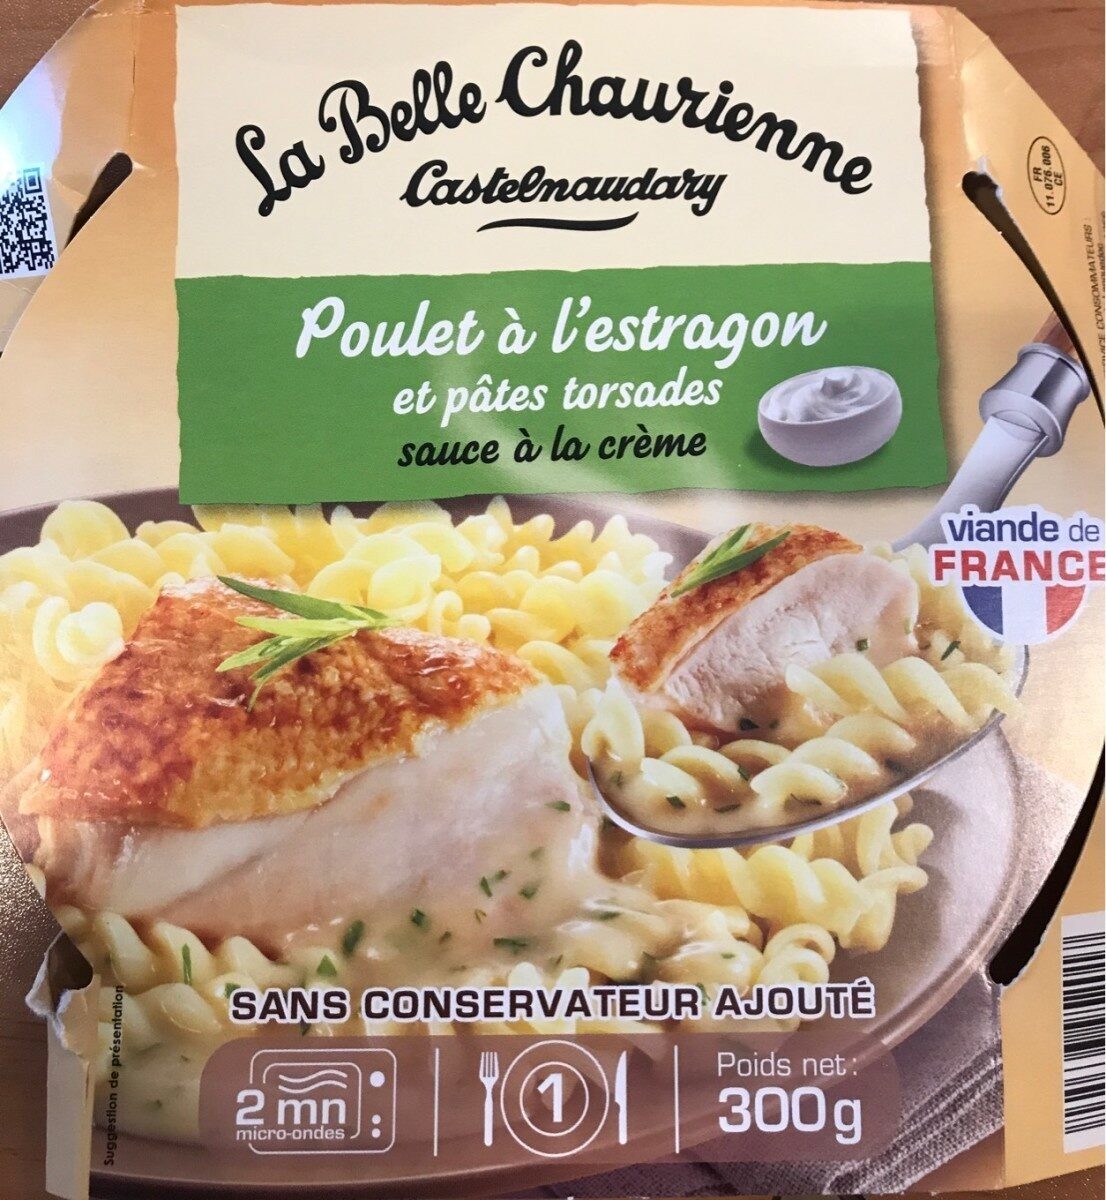 La Belle Chaurienne
Castelnaudary
FR
11.076.006
CE
Poulet à l'estragon
et pâtes torsades
sauce à la crème
viande de
FRANCE
SANS CONSERVATEUR AJOUTÉ
Suggestion de présentation
2 mn
micro-ondes
1
Poids net :
300g
CONSOMMATEURS :